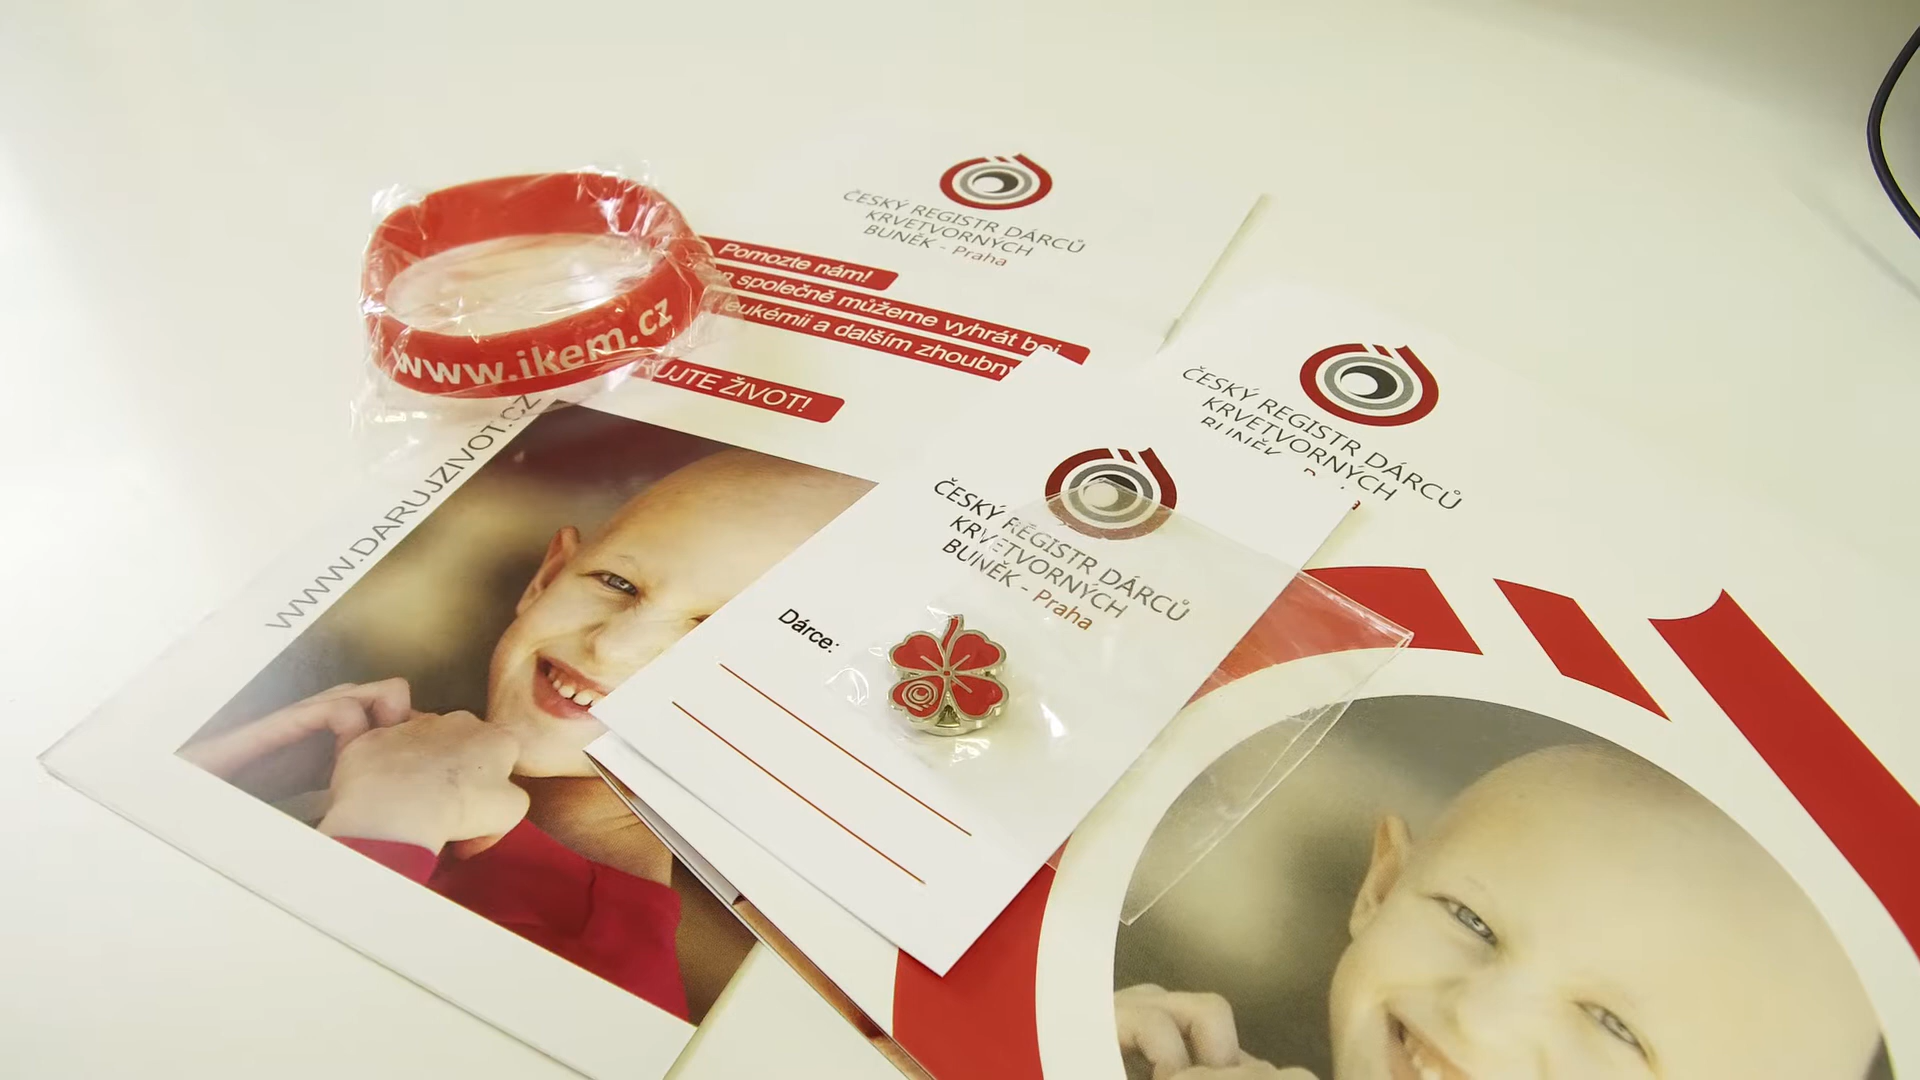 ČESKÝ REGISTR DÁRCŮ
KRVETVORNÝCH
BUNĚK - Praha
Pomozte nám!
společně můžeme vyhrát boj
leukémii a dalším
ŽIVOT!
www.ikem.cz
WWW.DARUJZIVOT.CZ
ČESKÝ REGISTR DÁRCŮ
KRVETVORNÝCH
BUNĚK
ČESKÝ REGISTR DÁRCŮ
KRVETVORNÝCH
BUNĚK - Praha
Dárce: